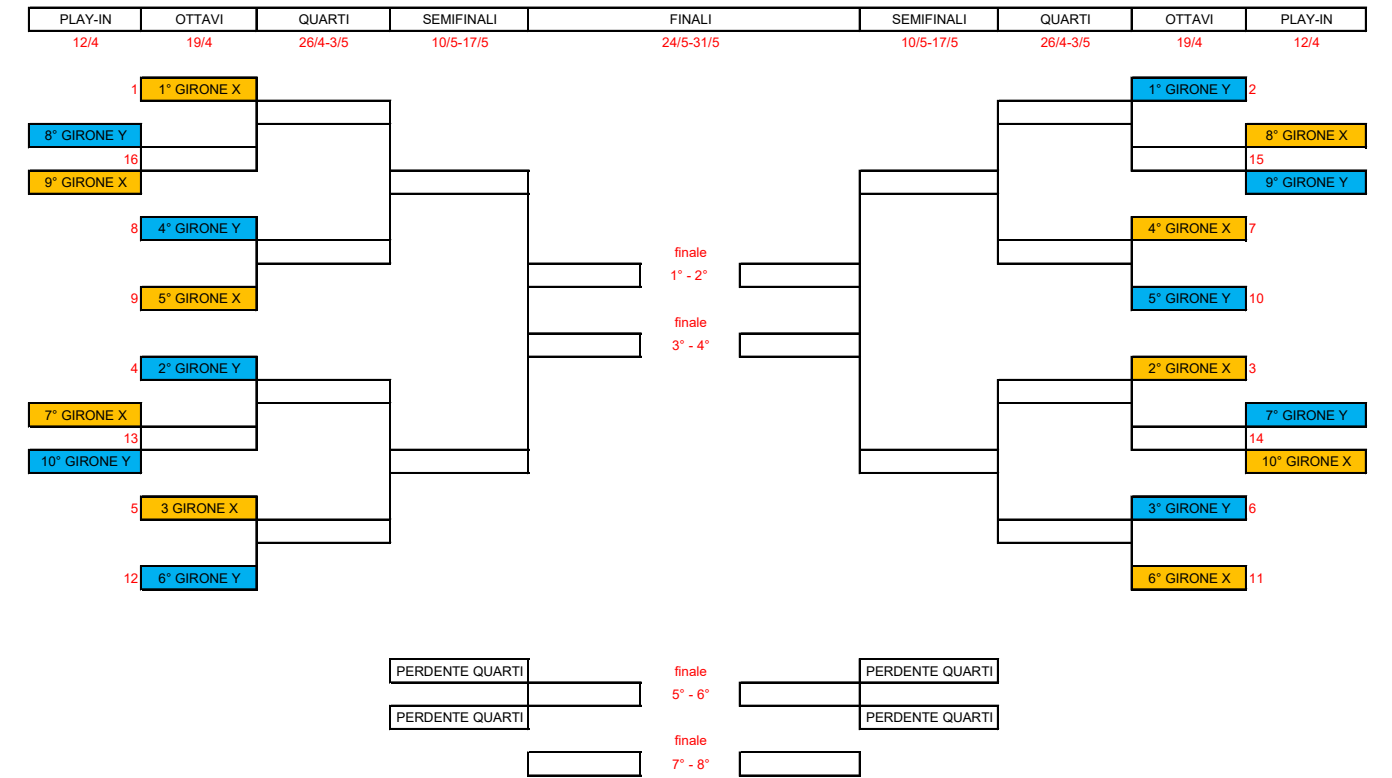 PLAY-IN OTTAVI QUARTI SEMIFINALI FINALI SEMIFINALI QUARTI OTTAVI PLAY-IN
12/4 19/4 26/4-3/5 10/5-17/5 24/5-31/5 10/5-17/5 26/4-3/5 19/4 12/4
1 1° GIRONE X 1° GIRONE Y 2
8° GIRONE Y 8° GIRONE X
16 15
9° GIRONE X 9° GIRONE Y
8 4° GIRONE Y 4° GIRONE X 7
finale
1° - 2°
9 5° GIRONE X 5° GIRONE Y 10
finale
3° - 4°
4 2° GIRONE Y 2° GIRONE X 3
7° GIRONE X 7° GIRONE Y
13 14
10° GIRONE Y 10° GIRONE X
5 3 GIRONE X 3° GIRONE Y 6
12 6° GIRONE Y 6° GIRONE X 11
PERDENTE QUARTI finale PERDENTE QUARTI
5° - 6°
PERDENTE QUARTI PERDENTE QUARTI
finale
7° - 8°